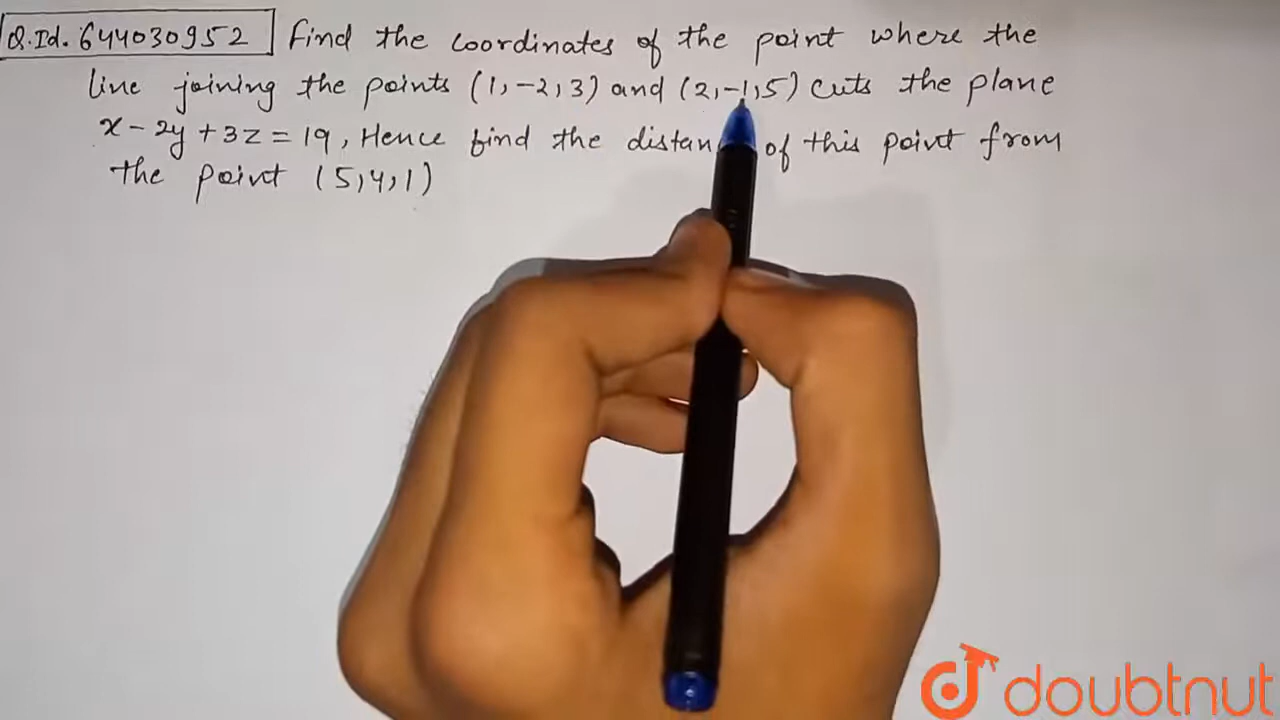 Q.Id. 644030952 Find the coordinates of the point where the
line joining the points (1,-2,3) and (2,-1,5) cuts the plane
x-2y+3z=19, Hence find the of this point from
the point (5,4,1)
doubtnut